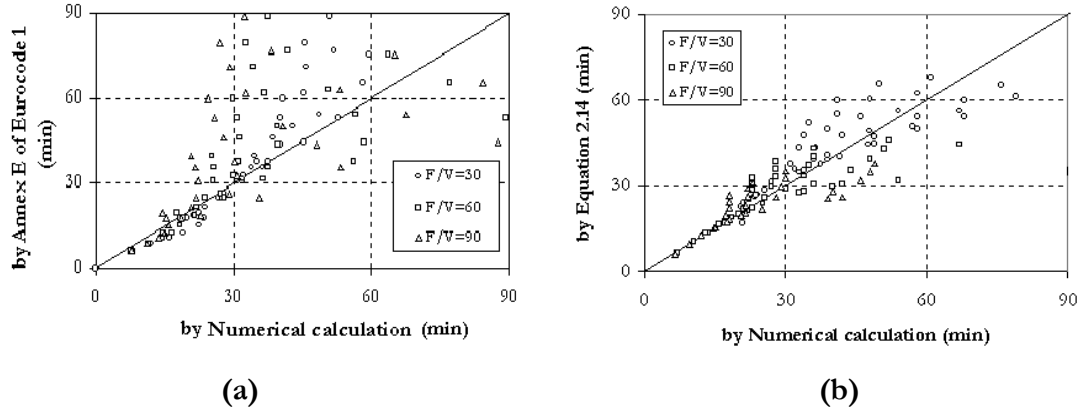 90
60
30
0
0
30
60
90
by Annex E of Eurocode 1
(min)
by Numerical calculation (min)
F/V=30
F/V=60
F/V=90
(a)
90
60
30
0
0
30
60
90
by Equation 2.14 (min)
by Numerical calculation (min)
F/V=30
F/V=60
F/V=90
(b)